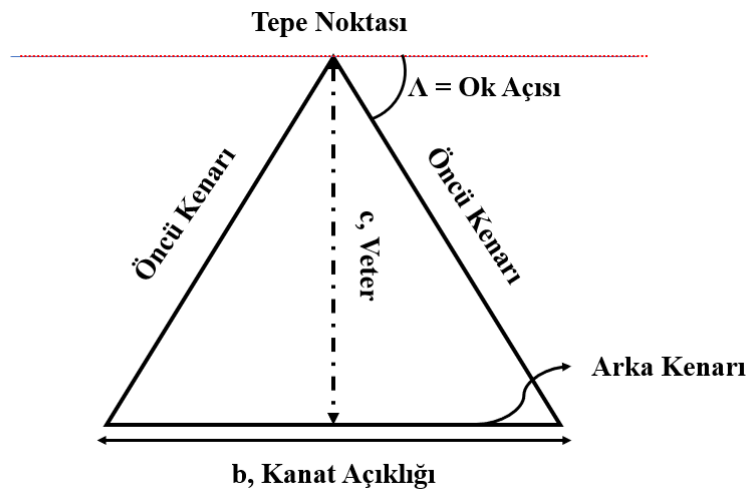 Tepe Noktası
Λ = Ok Açısı
Öncü Kenarı
Öncü Kenarı
c, Veter
Arka Kenarı
b, Kanat Açıklığı